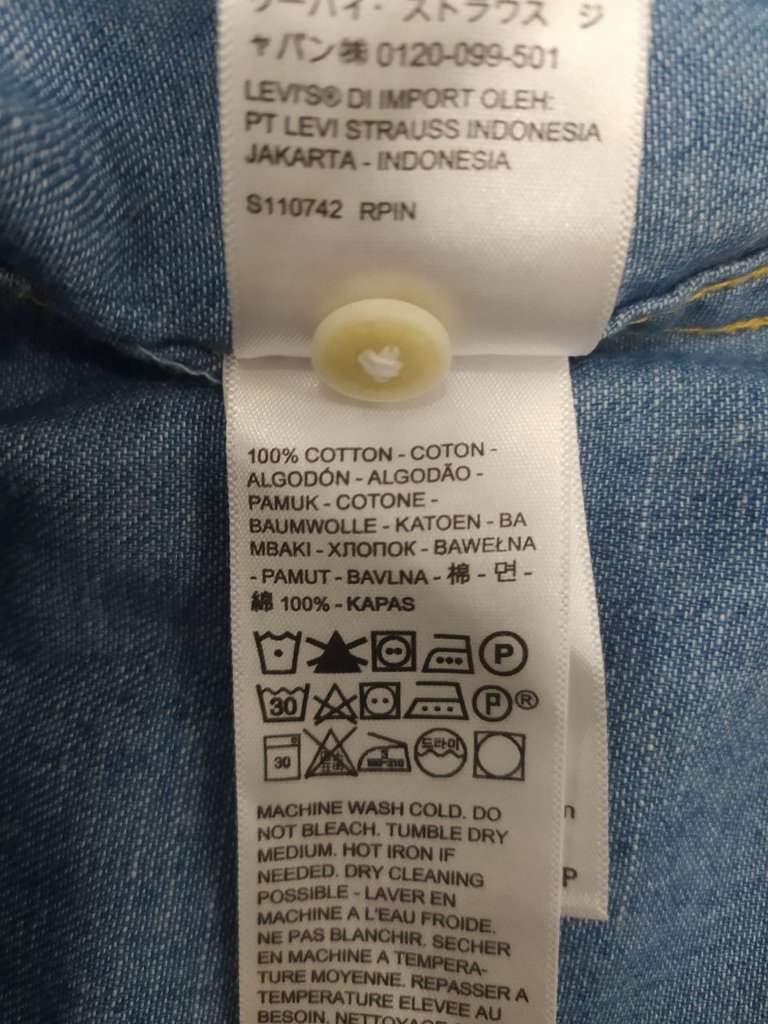 リーバイ・ストラウス ジ
ャパン㈱ 0120-099-501
LEVI'S® DI IMPORT OLEH:
PT LEVI STRAUSS INDONESIA
JAKARTA - INDONESIA
S110742 RPIN
100% COTTON - COTON -
ALGODÓN - ALGODÃO -
PAMUK - COTONE -
BAUMWOLLE - KATOEN - BA
MBAKI - ХЛОПОК - BAWEŁNA
- PAMUT - BAVLNA - 棉 - 면 -
綿 100% - KAPAS
P
30 P ®
30 드라이
MACHINE WASH COLD. DO
NOT BLEACH. TUMBLE DRY
MEDIUM. HOT IRON IF
NEEDED. DRY CLEANING
POSSIBLE - LAVER EN
MACHINE A L'EAU FROIDE.
NE PAS BLANCHIR. SECHER
EN MACHINE A TEMPERA-
TURE MOYENNE. REPASSER A
TEMPERATURE ELEVEE AU
BESOIN. NETTOYAGE
n
P